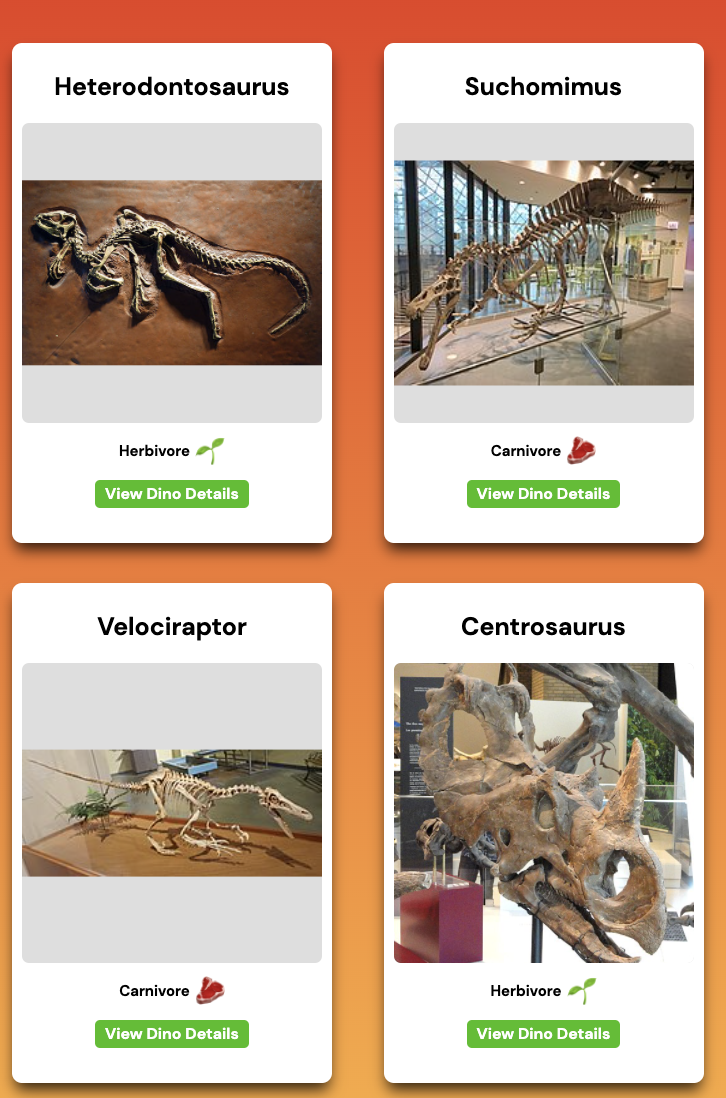 Heterodontosaurus
Suchomimus
Herbivore
Carnivore
View Dino Details
View Dino Details
Velociraptor
Centrosaurus
Carnivore
Herbivore
View Dino Details
View Dino Details